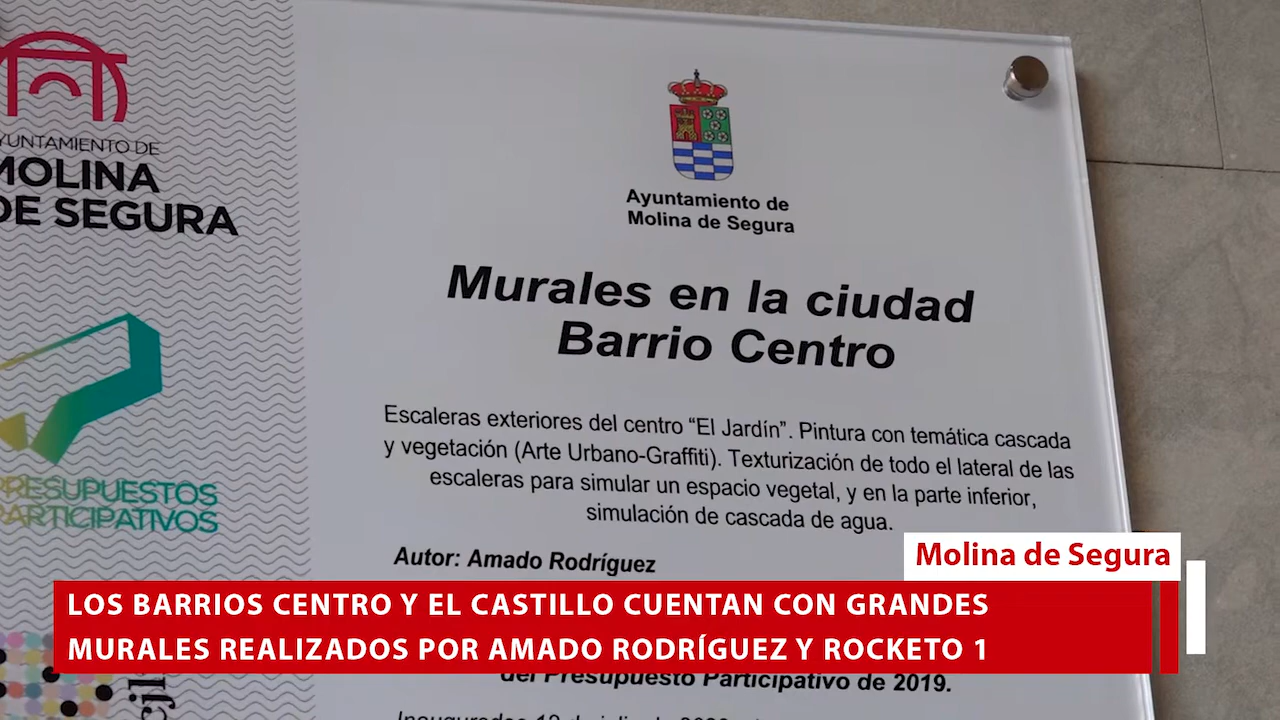 AYUNTAMIENTO DE
MOLINA
DE SEGURA
PRESUPUESTOS
PARTICIPATIVOS
Ayuntamiento de
Molina de Segura
Murales en la ciudad
Barrio Centro
Escaleras exteriores del centro “El Jardín”. Pintura con temática cascada
y vegetación (Arte Urbano-Graffiti). Texturización de todo el lateral de las
escaleras para simular un espacio vegetal, y en la parte inferior,
simulación de cascada de agua.
Autor: Amado Rodríguez
Molina de Segura
LOS BARRIOS CENTRO Y EL CASTILLO CUENTAN CON GRANDES
MURALES REALIZADOS POR AMADO RODRÍGUEZ Y ROCKETO 1
del Presupuesto Participativo de 2019.